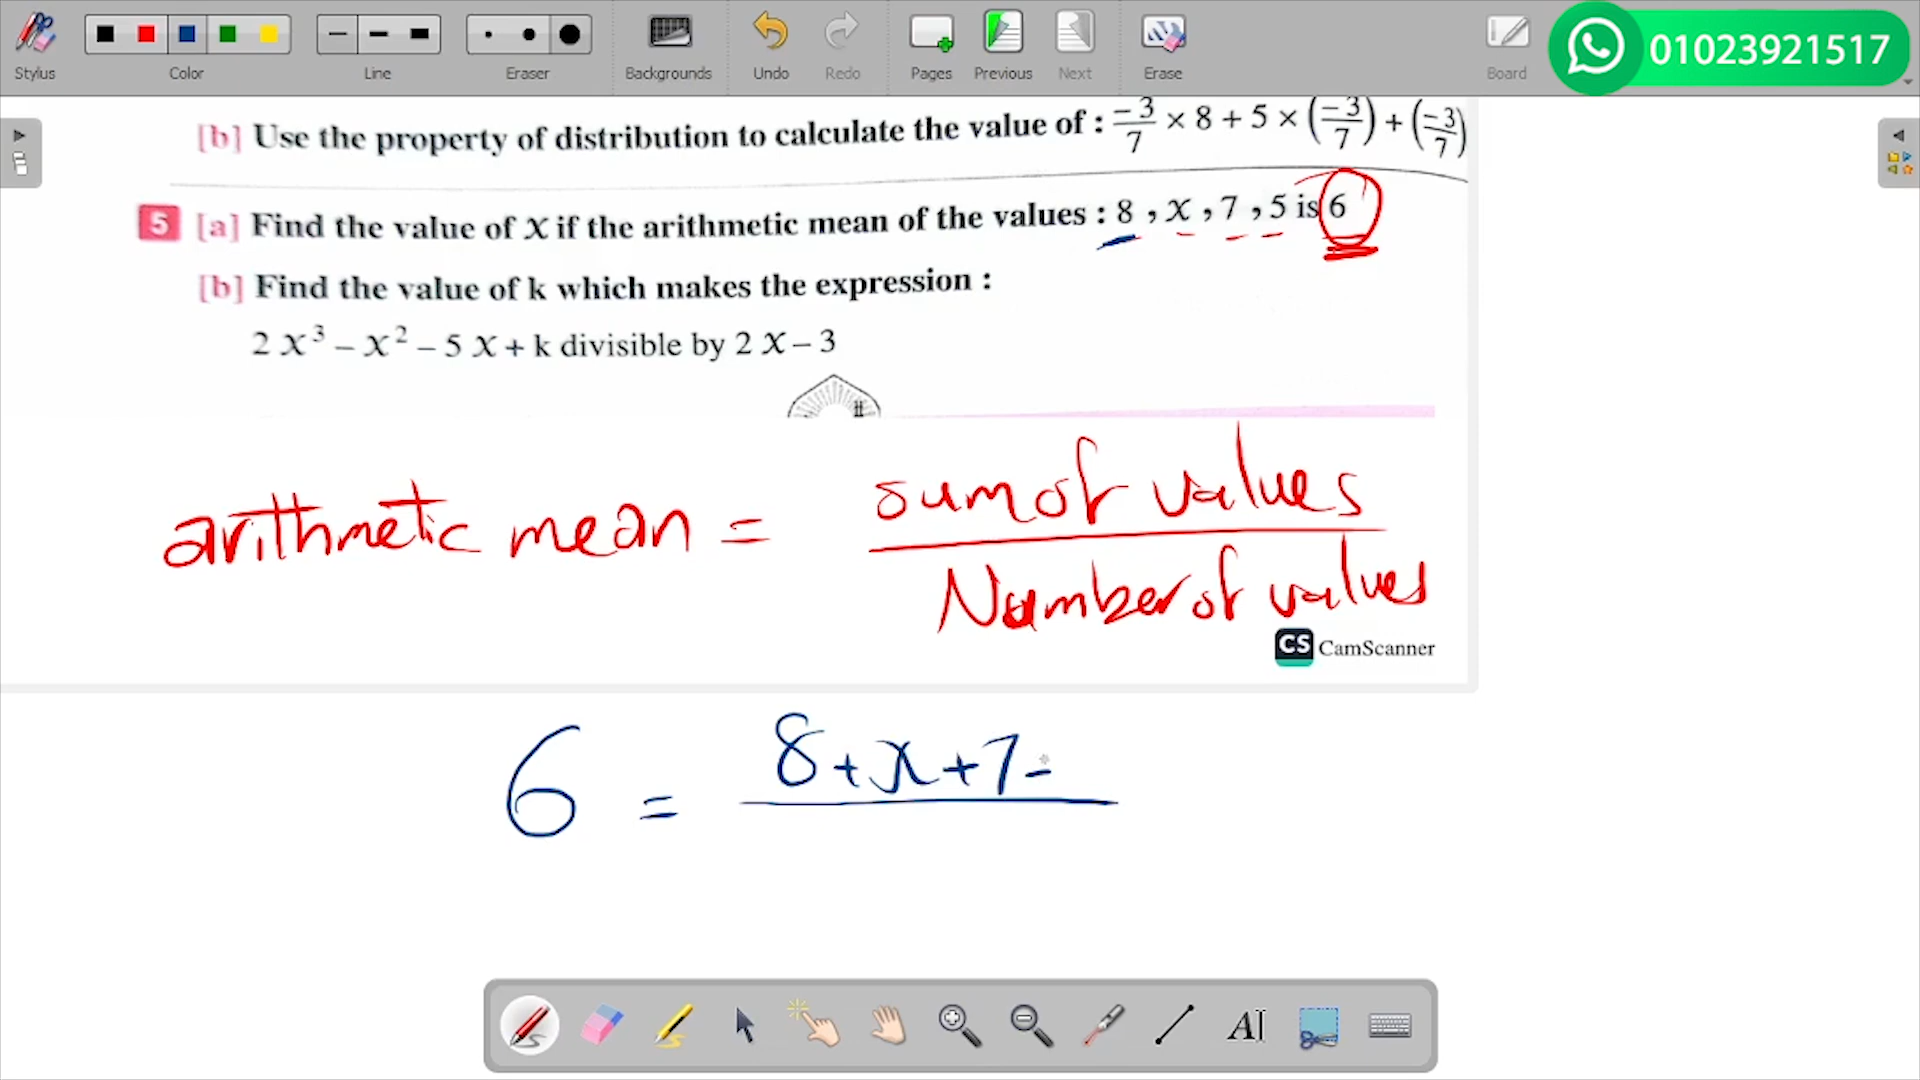 Stylus Color Line Eraser Backgrounds Undo Redo Pages Previous Next Erase Board 01023921517
[b] Use the property of distribution to calculate the value of : -3/7 × 8 + 5 × (-3/7) + (-3/7)
5 [a] Find the value of X if the arithmetic mean of the values : 8 , X , 7 , 5 is 6
[b] Find the value of k which makes the expression :
2 X³ – X² – 5 X + k divisible by 2 X – 3
arithmetic mean = sum of values / Number of values
CS CamScanner
6 = 8 + x + 7 -